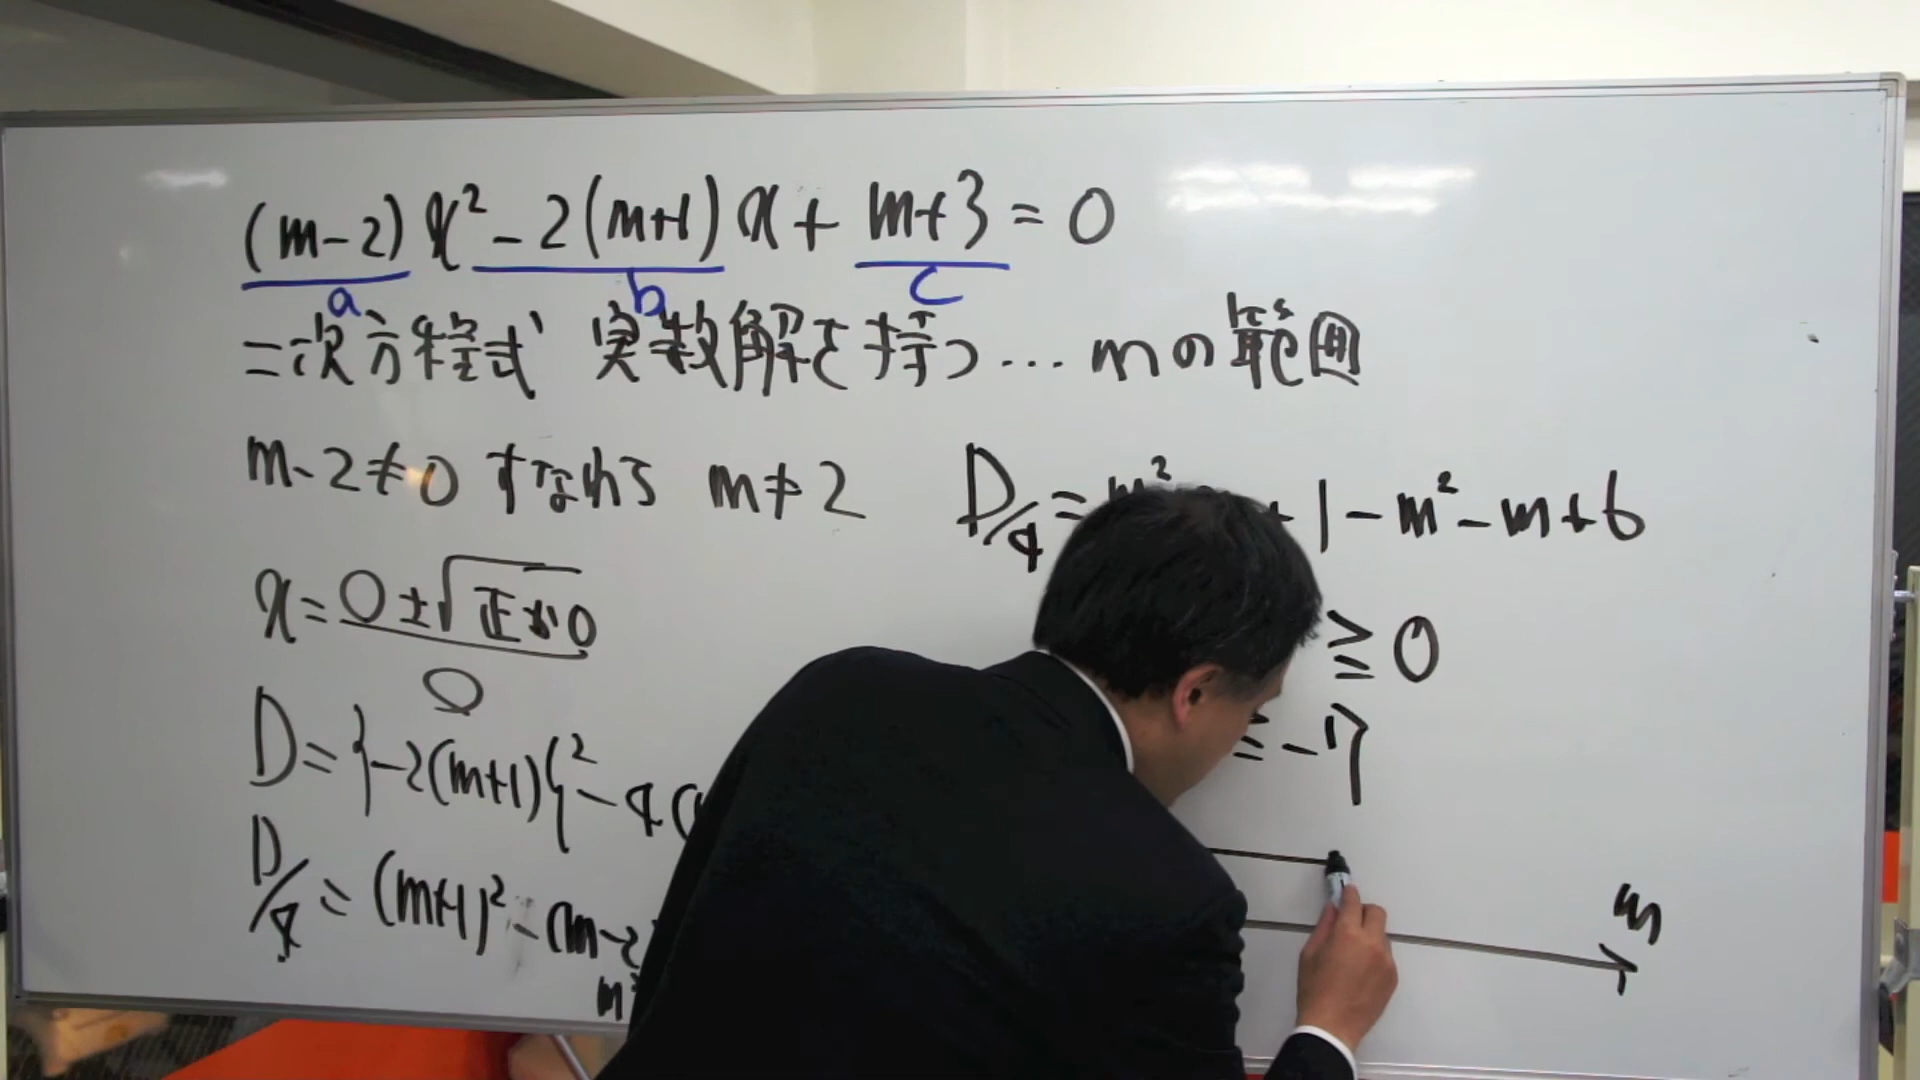 (m-2)x²-2(m+1)x+m+3=0
a b c
二次方程式 実数解を持つ…mの範囲
m-2≠0 すなわち m≠2
x=0±√正か0
0
D={-2(m+1)}²-4(
D/4=(m+1)²-(m-2
m²
D/4=m² +1-m²-m+6
≧0
≧-7
m